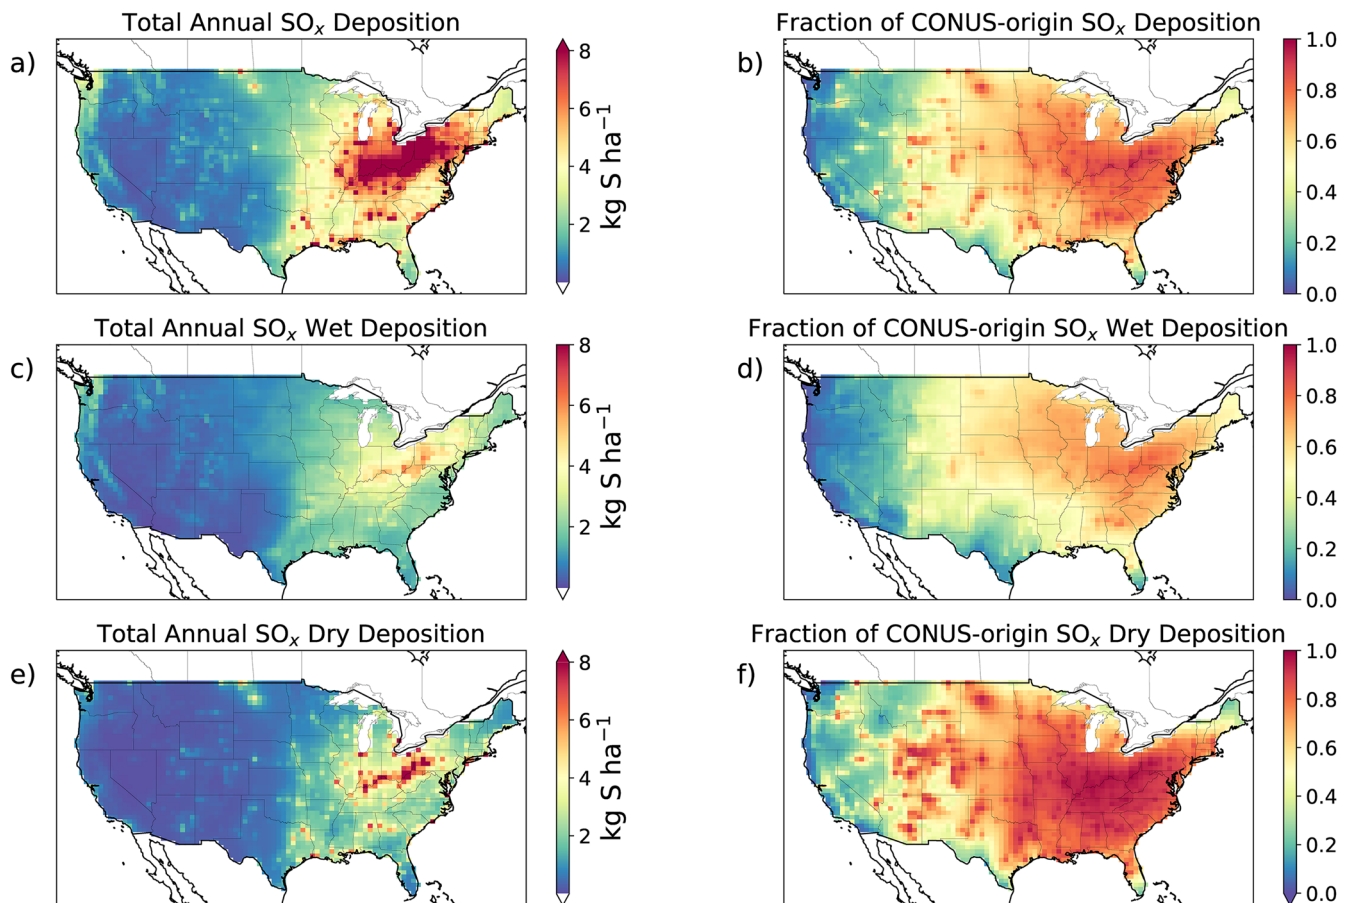 Total Annual SOₓ Deposition
a)
8
6
4
2
kg S ha⁻¹
Fraction of CONUS-origin SOₓ Deposition
b)
1.0
0.8
0.6
0.4
0.2
0.0
Total Annual SOₓ Wet Deposition
c)
8
6
4
2
kg S ha⁻¹
Fraction of CONUS-origin SOₓ Wet Deposition
d)
1.0
0.8
0.6
0.4
0.2
0.0
Total Annual SOₓ Dry Deposition
e)
8
6
4
2
kg S ha⁻¹
Fraction of CONUS-origin SOₓ Dry Deposition
f)
1.0
0.8
0.6
0.4
0.2
0.0